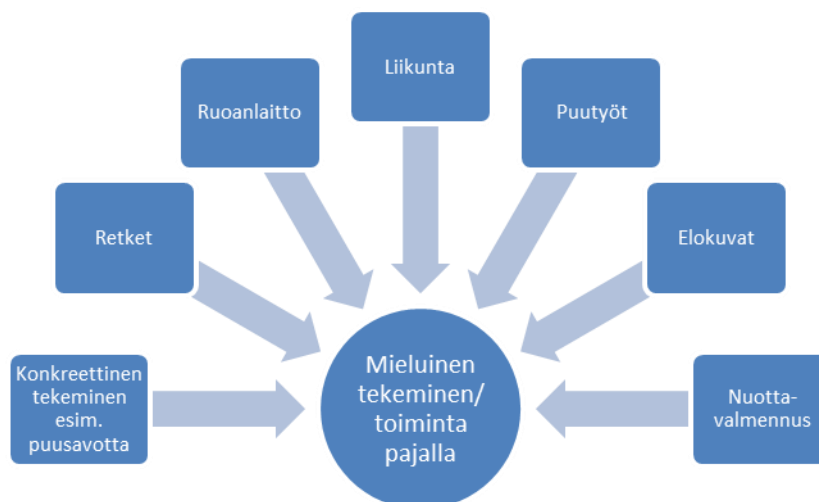 Liikunta
Ruoanlaitto
Puutyöt
Retket
Elokuvat
Konkreettinen
tekeminen
esim.
puusavotta
Mieluinen
tekeminen/
toiminta
pajalla
Nuotta-
valmennus